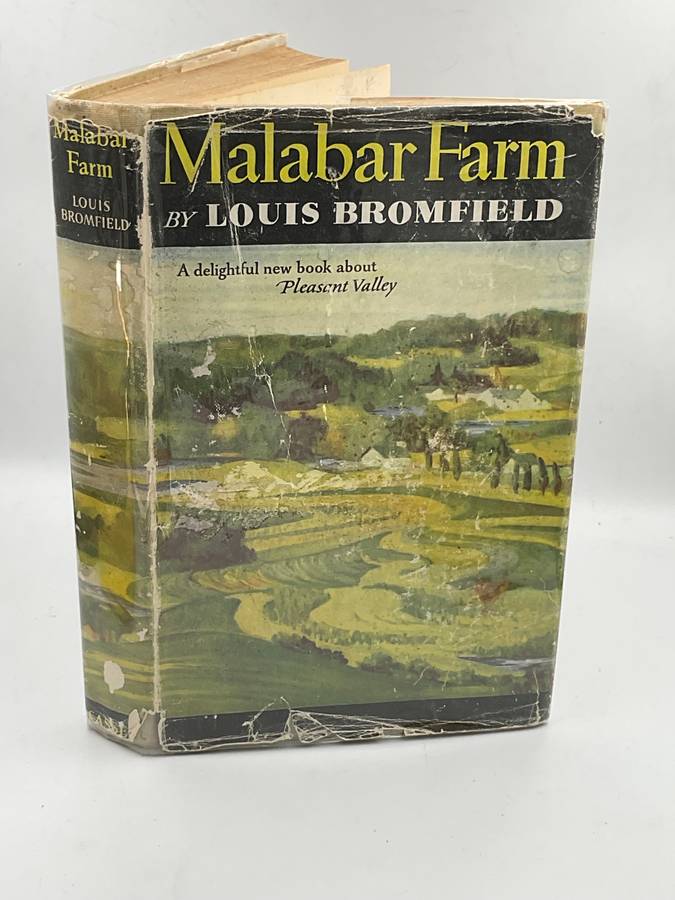 Malabar
Farm
LOUIS
BROMFIELD
Malabar Farm
BY LOUIS BROMFIELD
A delightful new book about
Pleasant Valley